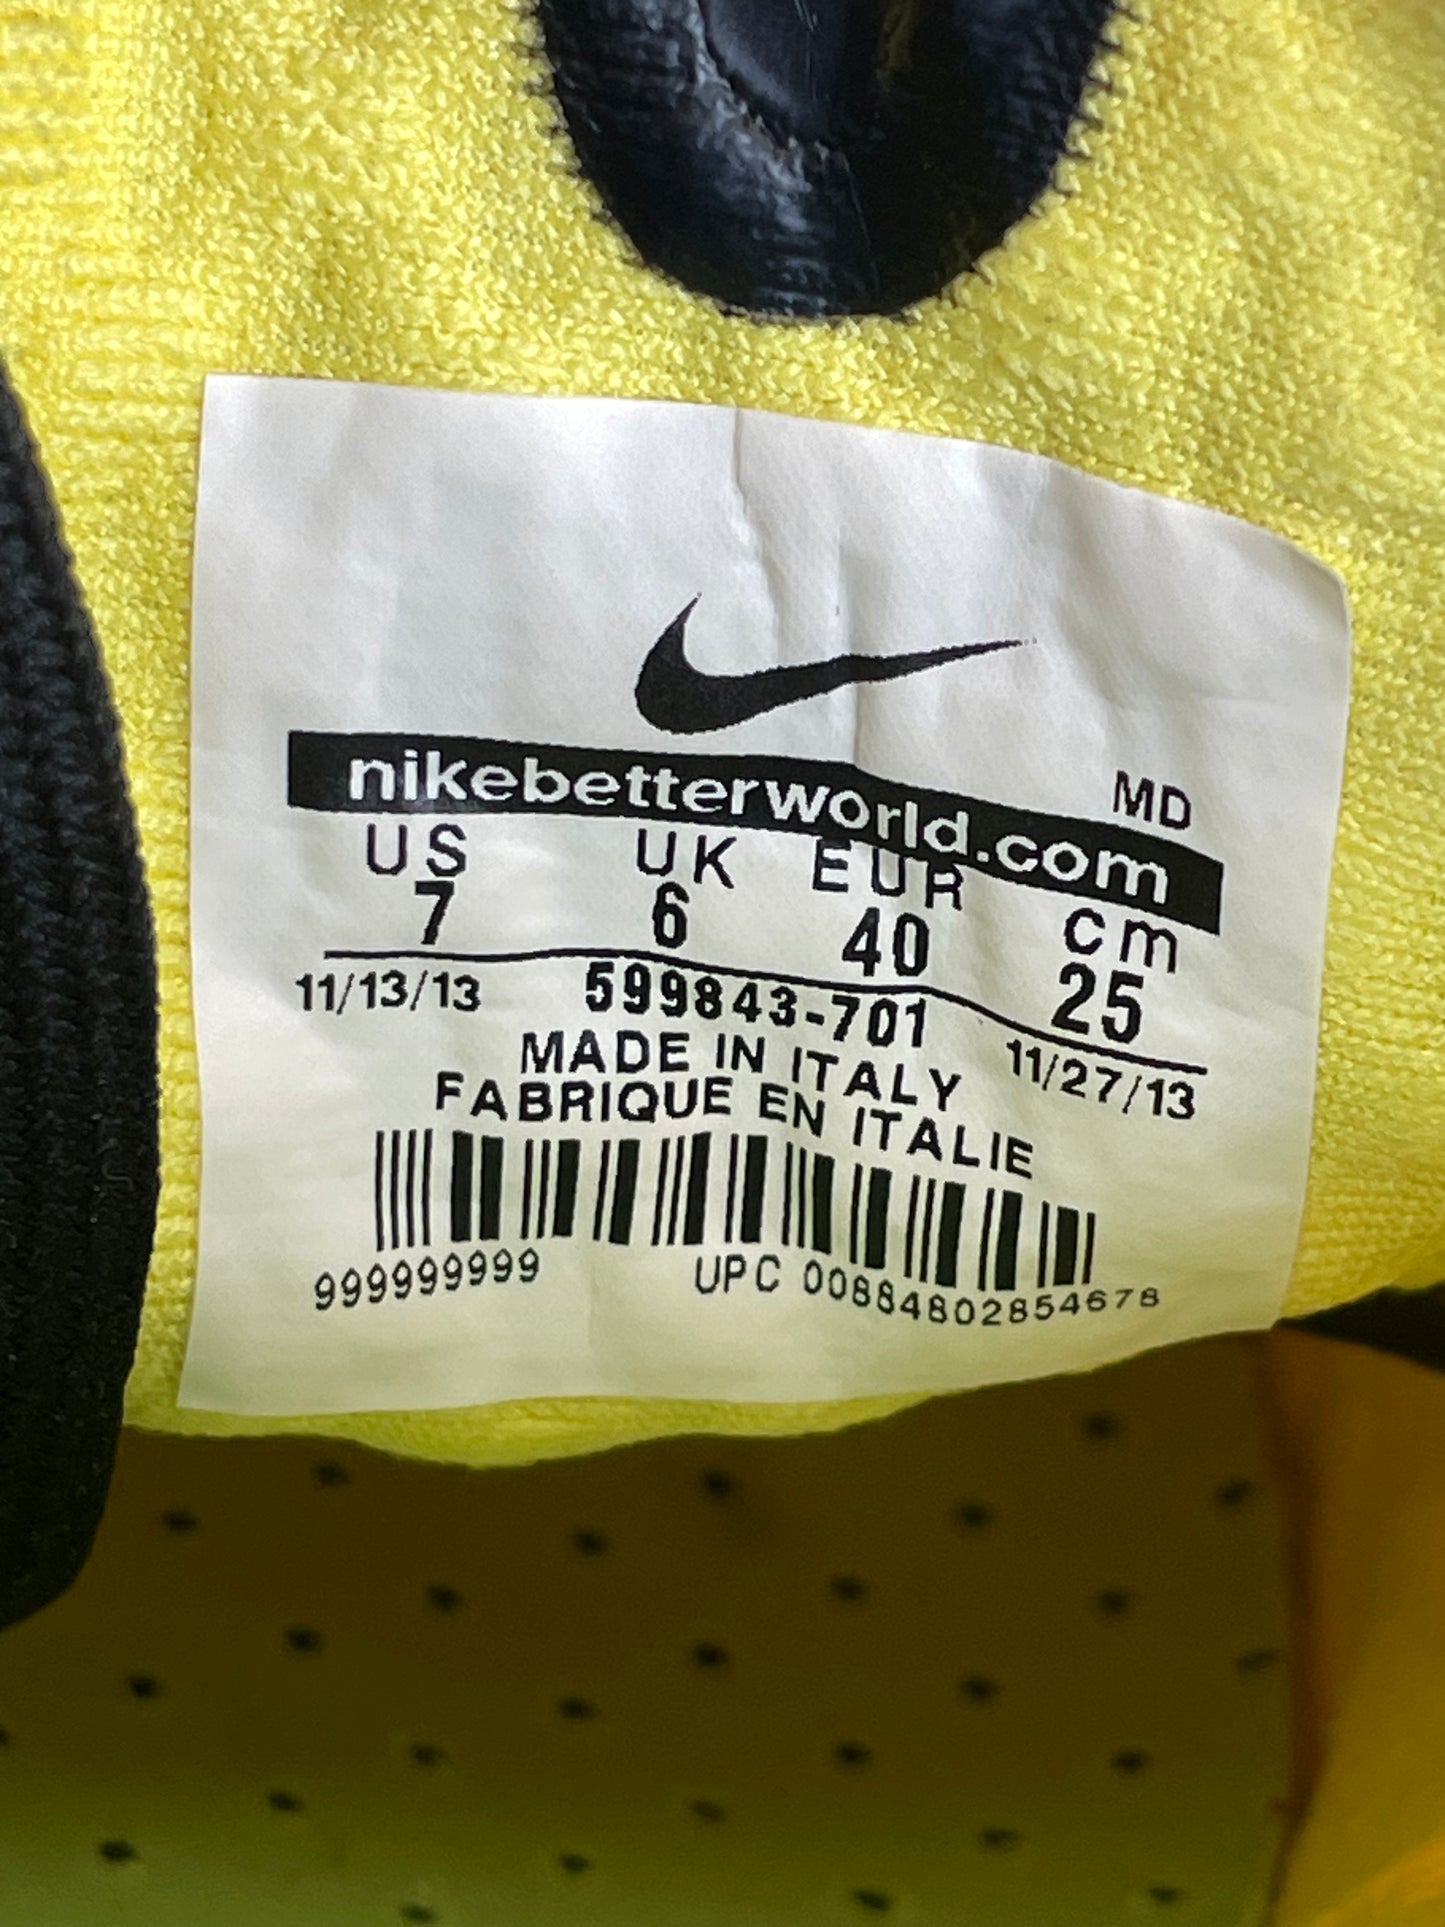 nikebetterworld.com
MD
US UK EUR cm
7 6 40 25
11/13/13 599843-701 11/27/13
MADE IN ITALY
FABRIQUE EN ITALIE
999999999 UPC 00884802854678